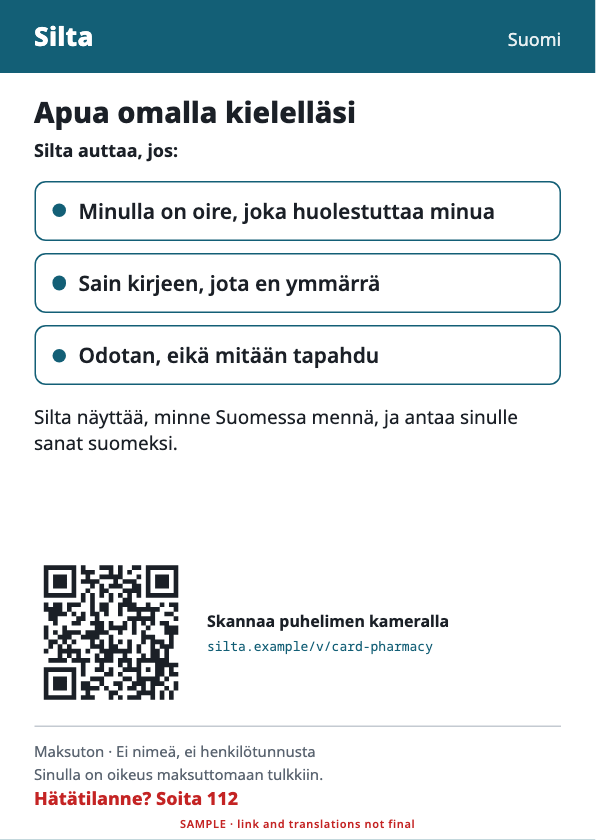 Silta
Suomi
Apua omalla kielelläsi
Silta auttaa, jos:
Minulla on oire, joka huolestuttaa minua
Sain kirjeen, jota en ymmärrä
Odotan, eikä mitään tapahdu
Silta näyttää, minne Suomessa mennä, ja antaa sinulle
sanat suomeksi.
Skannaa puhelimen kameralla
silta.example/v/card-pharmacy
Maksuton · Ei nimeä, ei henkilötunnusta
Sinulla on oikeus maksuttomaan tulkkiin.
Hätätilanne? Soita 112
SAMPLE · link and translations not final